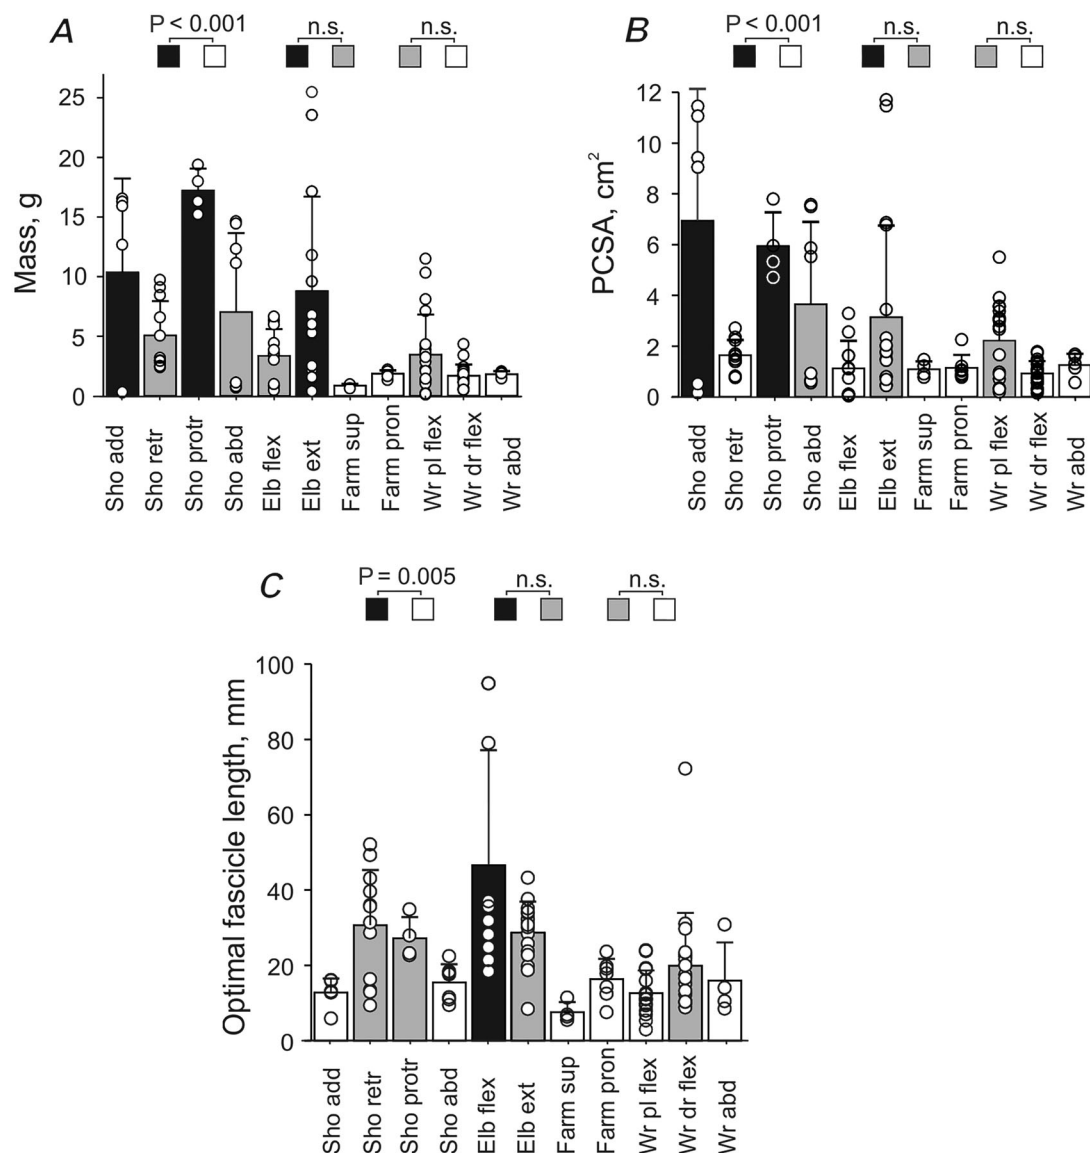 A
P < 0.001
n.s.
n.s.
Mass, g
25
20
15
10
5
0
Sho add
Sho retr
Sho protr
Sho abd
Elb flex
Elb ext
Farm sup
Farm pron
Wr pl flex
Wr dr flex
Wr abd
B
P < 0.001
n.s.
n.s.
PCSA, cm²
12
10
8
6
4
2
0
Sho add
Sho retr
Sho protr
Sho abd
Elb flex
Elb ext
Farm sup
Farm pron
Wr pl flex
Wr dr flex
Wr abd
C
P = 0.005
n.s.
n.s.
Optimal fascicle length, mm
100
80
60
40
20
0
Sho add
Sho retr
Sho protr
Sho abd
Elb flex
Elb ext
Farm sup
Farm pron
Wr pl flex
Wr dr flex
Wr abd